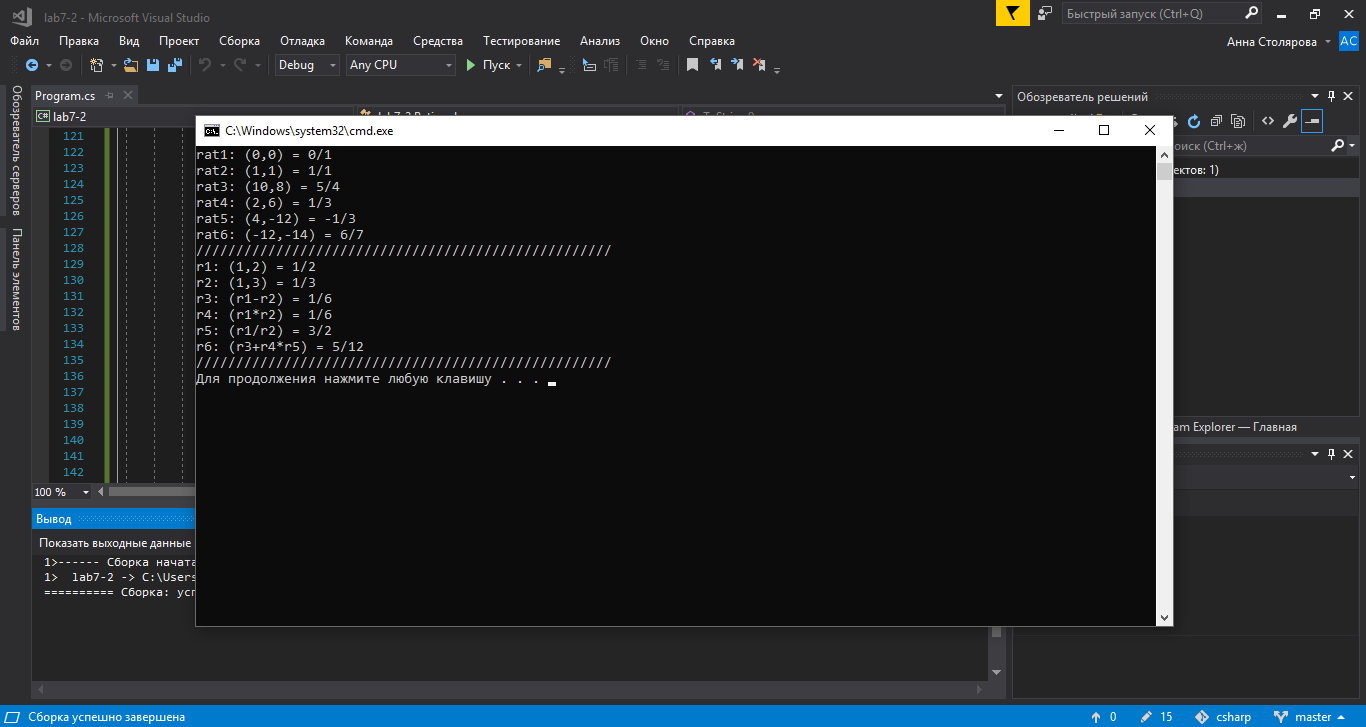 lab7-2 - Microsoft Visual Studio
Быстрый запуск (Ctrl+Q)
Файл Правка Вид Проект Сборка Отладка Команда Средства Тестирование Анализ Окно Справка
Анна Столярова АС
Debug Any CPU Пуск
Обозреватель серверов
Панель элементов
Program.cs
Обозреватель решений
C# lab7-2
C:\Windows\system32\cmd.exe
оиск (Ctrl+ж)
ектов: 1)
121
122
123
124
125
126
127
128
129
130
131
132
133
134
135
136
137
138
139
140
141
142
rat1: (0,0) = 0/1
rat2: (1,1) = 1/1
rat3: (10,8) = 5/4
rat4: (2,6) = 1/3
rat5: (4,-12) = -1/3
rat6: (-12,-14) = 6/7
////////////////////////////////////////////////////
r1: (1,2) = 1/2
r2: (1,3) = 1/3
r3: (r1-r2) = 1/6
r4: (r1*r2) = 1/6
r5: (r1/r2) = 3/2
r6: (r3+r4*r5) = 5/12
////////////////////////////////////////////////////
Для продолжения нажмите любую клавишу . . .
am Explorer — Главная
100 %
Вывод
Показать выходные данные
1>------ Сборка начата
1> lab7-2 -> C:\Users
========== Сборка: усп
Сборка успешно завершена
0 15 csharp master